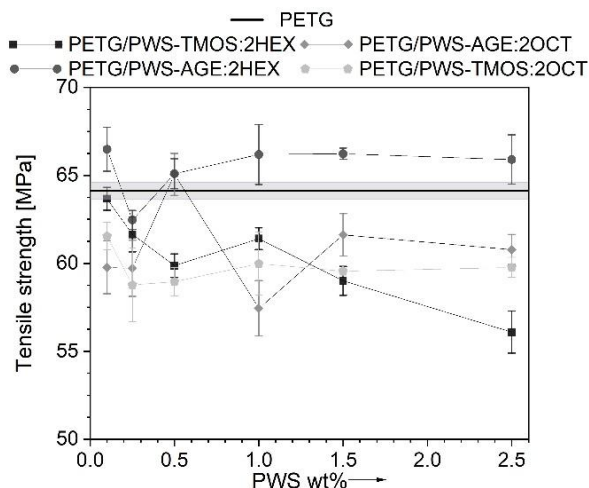 PETG
PETG/PWS-TMOS:2HEX PETG/PWS-AGE:2OCT
PETG/PWS-AGE:2HEX PETG/PWS-TMOS:2OCT
70
65
60
55
50
Tensile strength [MPa]
0.0 0.5 1.0 1.5 2.0 2.5
PWS wt%